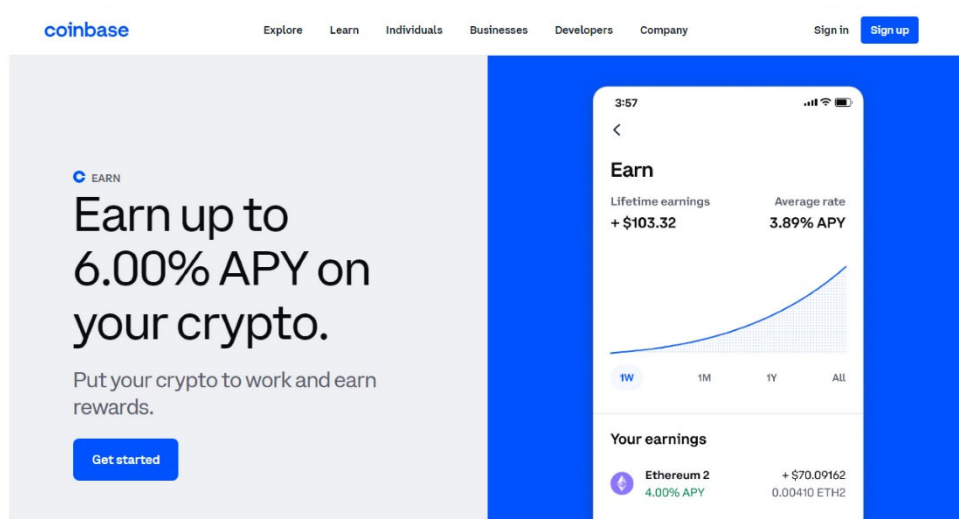 coinbase
Explore Learn Individuals Businesses Developers Company Sign in Sign up
EARN
Earn up to
6.00% APY on
your crypto.
Put your crypto to work and earn
rewards.
Get started
3:57
Earn
Lifetime earnings Average rate
+ $103.32 3.89% APY
1W 1M 1Y All
Your earnings
Ethereum 2 + $70.09162
4.00% APY 0.00410 ETH2